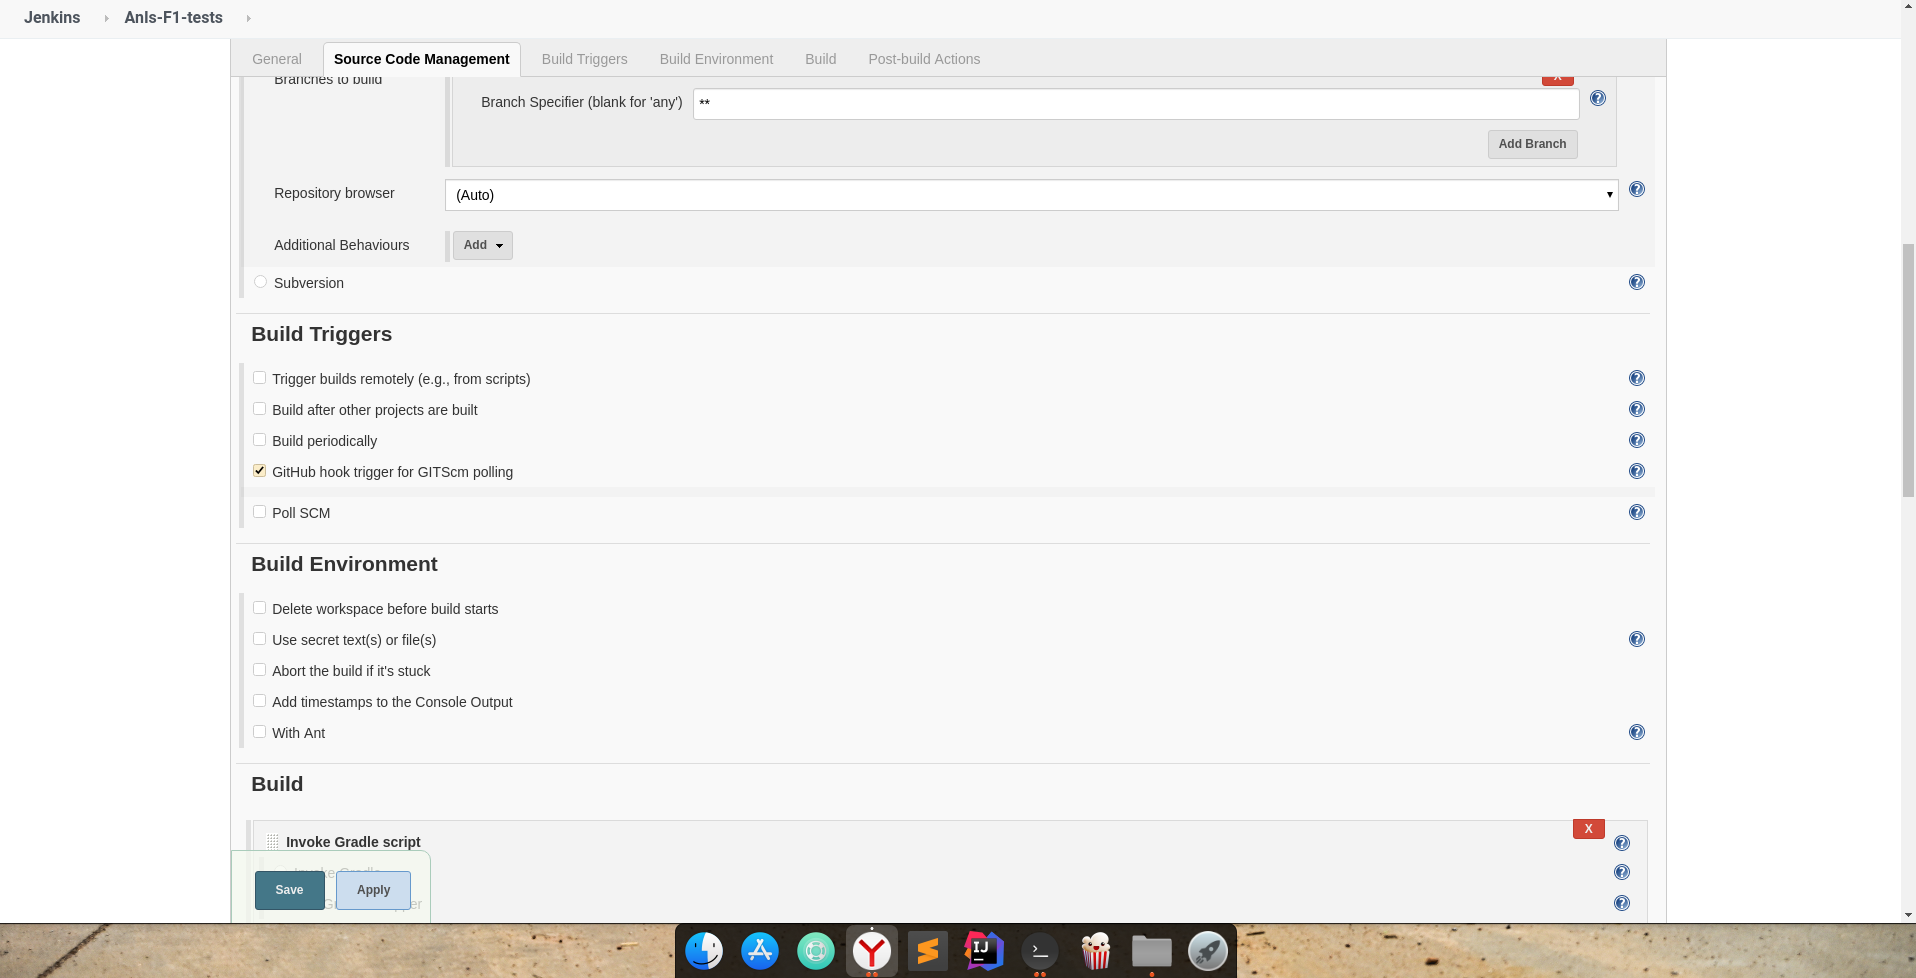 Jenkins
Anls-F1-tests
General
Source Code Management
Build Triggers
Build Environment
Build
Post-build Actions
Branches to build
X
Branch Specifier (blank for 'any')
**
Add Branch
Repository browser
(Auto)
Additional Behaviours
Add
Subversion
Build Triggers
Trigger builds remotely (e.g., from scripts)
Build after other projects are built
Build periodically
GitHub hook trigger for GITScm polling
Poll SCM
Build Environment
Delete workspace before build starts
Use secret text(s) or file(s)
Abort the build if it's stuck
Add timestamps to the Console Output
With Ant
Build
X
Invoke Gradle script
Invoke Gradle
Save
Apply
IJ